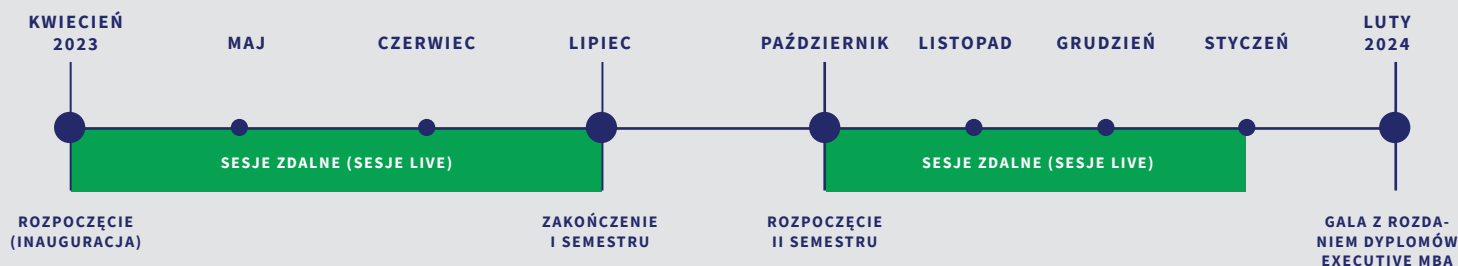 KWIECIEŃ
2023
MAJ
CZERWIEC
LIPIEC
PAŹDZIERNIK
LISTOPAD
GRUDZIEŃ
STYCZEŃ
LUTY
2024
SESJE ZDALNE (SESJE LIVE)
SESJE ZDALNE (SESJE LIVE)
ROZPOCZĘCIE
(INAUGURACJA)
ZAKOŃCZENIE
I SEMESTRU
ROZPOCZĘCIE
II SEMESTRU
GALA Z ROZDA-
NIEM DYPLOMÓW
EXECUTIVE MBA